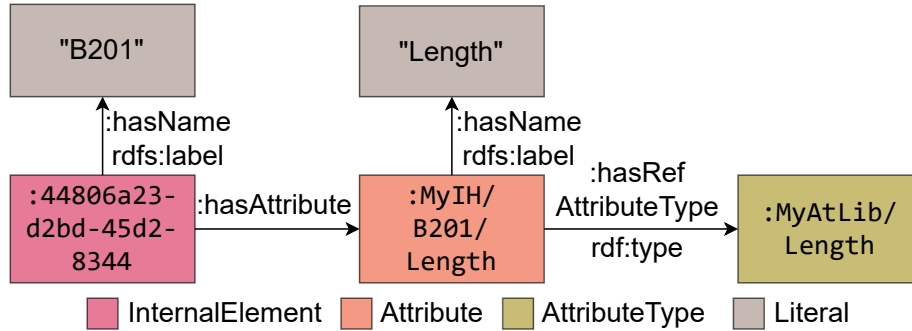 "B201"
"Length"
:hasName
rdfs:label
:hasName
rdfs:label
:44806a23-
d2bd-45d2-
8344
:hasAttribute
:MyIH/
B201/
Length
:hasRef
AttributeType
rdf:type
:MyAtLib/
Length
InternalElement
Attribute
AttributeType
Literal